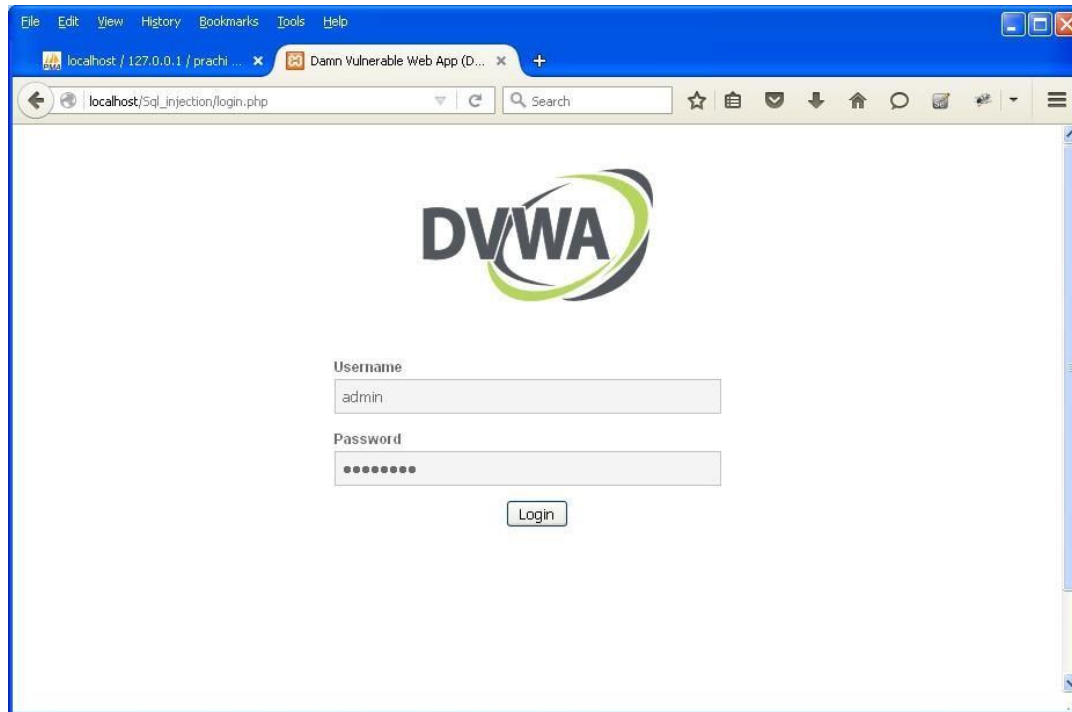 File Edit View History Bookmarks Tools Help
localhost / 127.0.0.1 / prachi ...
Damn Vulnerable Web App (D...
localhost/Sql_injection/login.php
Search
DVWA
Username
admin
Password
Login